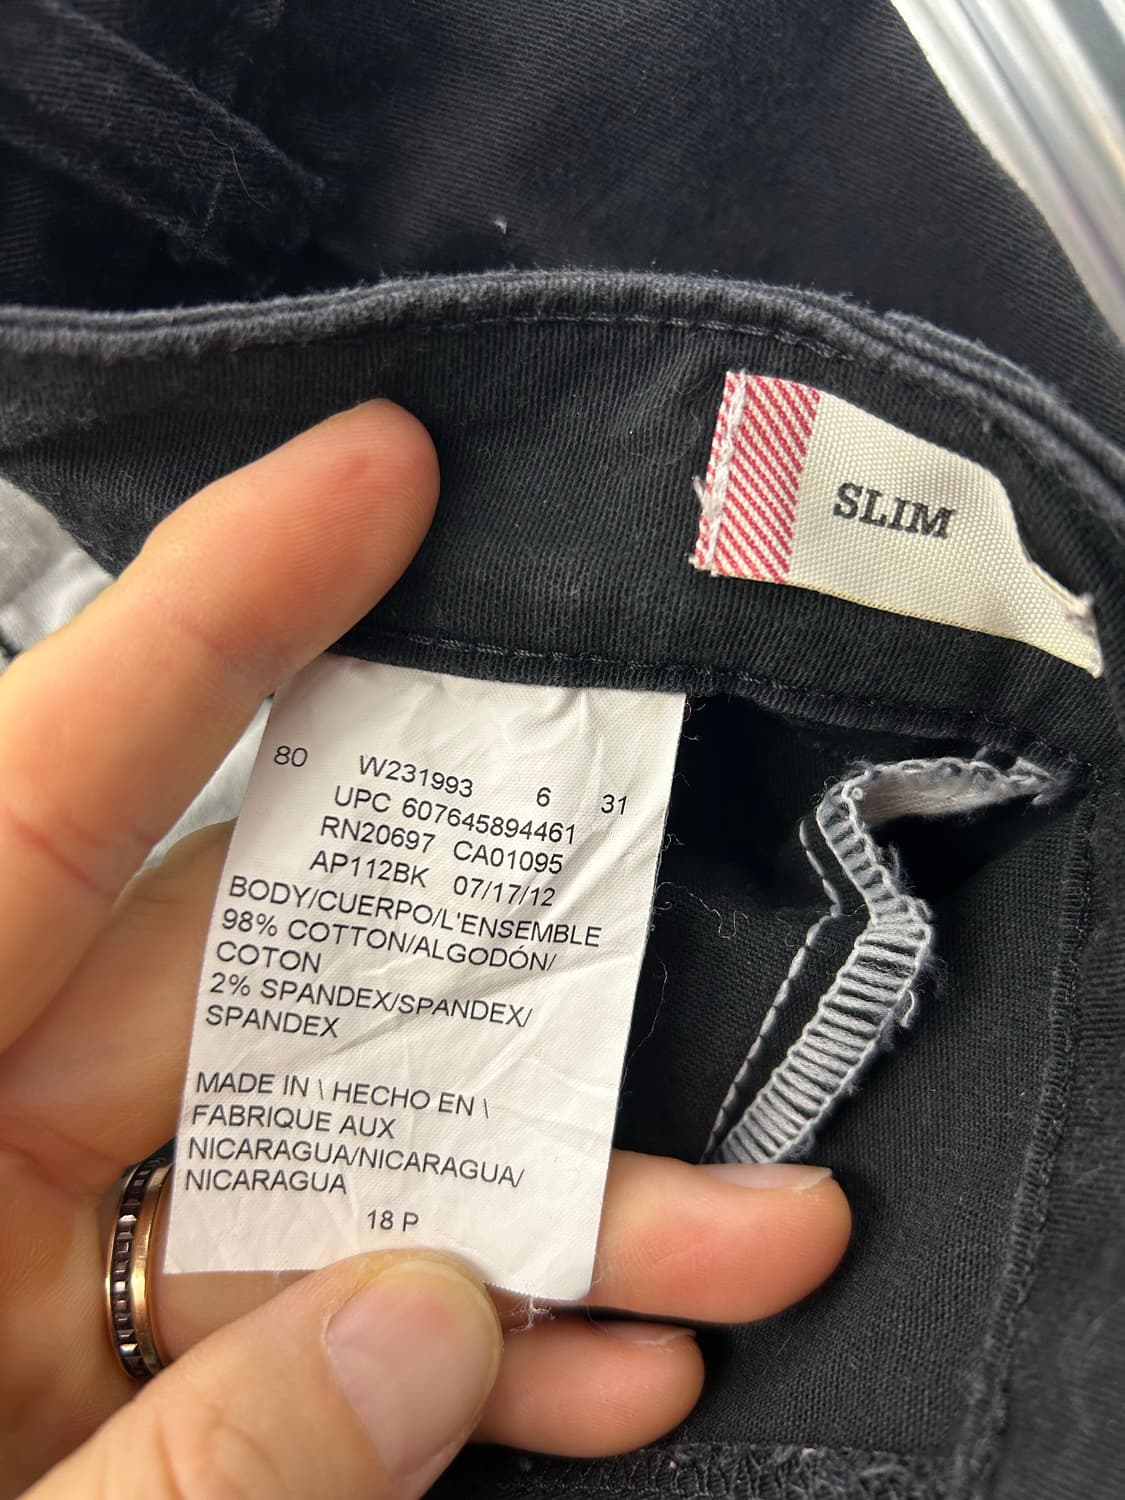 SLIM
80 W231993 6 31
UPC 607645894461
RN20697 CA01095
AP112BK 07/17/12
BODY/CUERPO/L'ENSEMBLE
98% COTTON/ALGODÓN/
COTON
2% SPANDEX/SPANDEX/
SPANDEX
MADE IN \ HECHO EN \
FABRIQUE AUX
NICARAGUA/NICARAGUA/
NICARAGUA
18 P